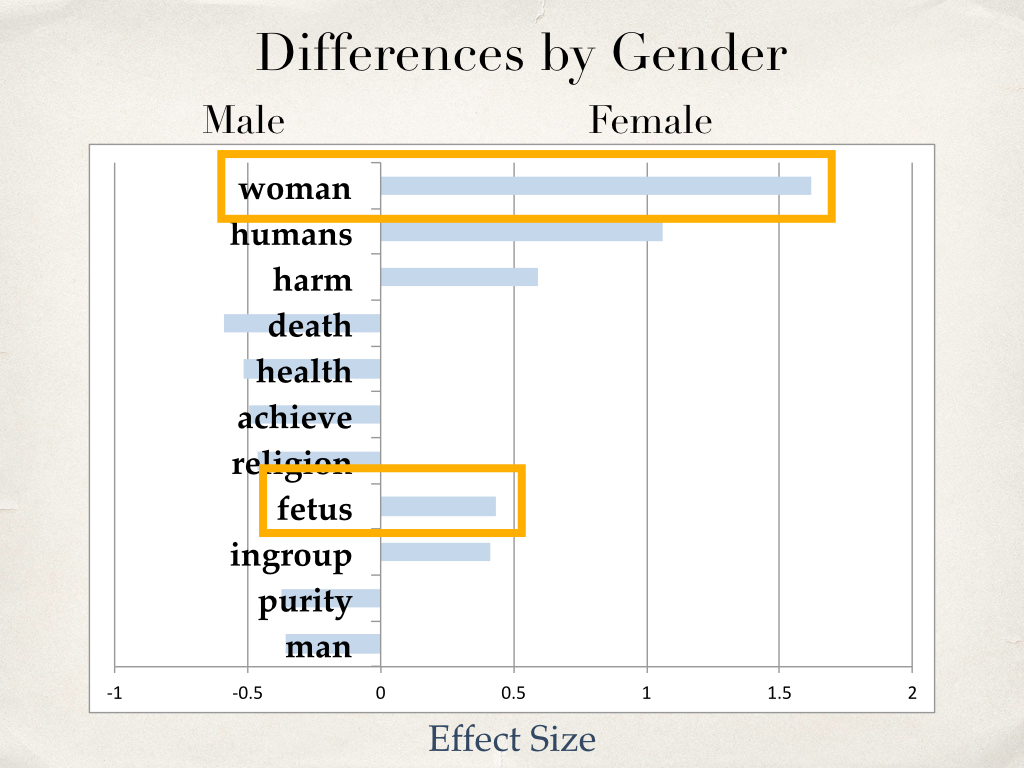 Differences by Gender
Male Female
woman
humans
harm
death
health
achieve
religion
fetus
ingroup
purity
man
-1 -0.5 0 0.5 1 1.5 2
Effect Size